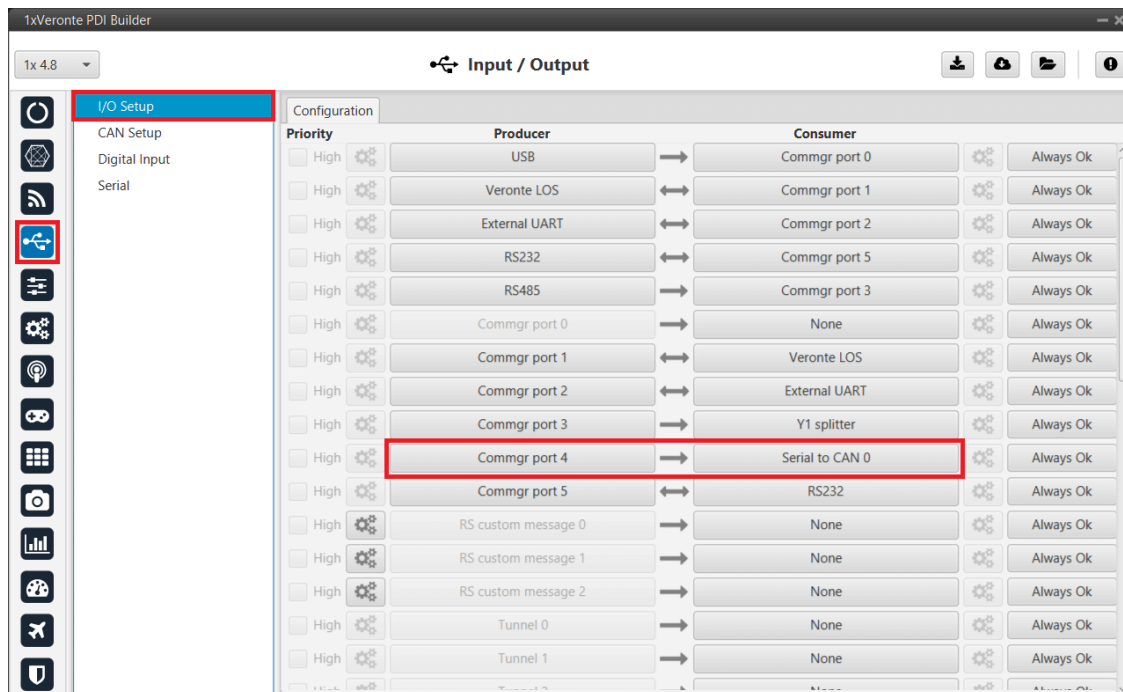 1xVeronte PDI Builder
1x 4.8
Input / Output
I/O Setup
CAN Setup
Digital Input
Serial
Configuration
Priority Producer Consumer
High USB Commgr port 0 Always Ok
High Veronte LOS Commgr port 1 Always Ok
High External UART Commgr port 2 Always Ok
High RS232 Commgr port 5 Always Ok
High RS485 Commgr port 3 Always Ok
High Commgr port 0 None Always Ok
High Commgr port 1 Veronte LOS Always Ok
High Commgr port 2 External UART Always Ok
High Commgr port 3 Y1 splitter Always Ok
High Commgr port 4 Serial to CAN 0 Always Ok
High Commgr port 5 RS232 Always Ok
High RS custom message 0 None Always Ok
High RS custom message 1 None Always Ok
High RS custom message 2 None Always Ok
High Tunnel 0 None Always Ok
High Tunnel 1 None Always Ok